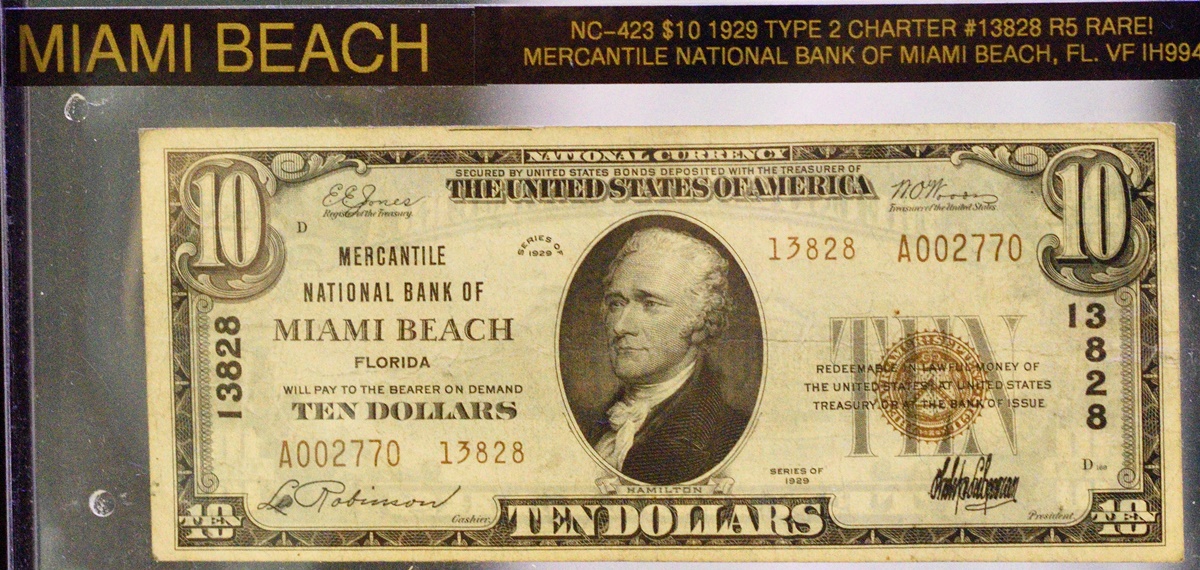 MIAMI BEACH
NC-423 $10 1929 TYPE 2 CHARTER #13828 R5 RARE!
MERCANTILE NATIONAL BANK OF MIAMI BEACH, FL. VF IH994
NATIONAL CURRENCY
SECURED BY UNITED STATES BONDS DEPOSITED WITH THE TREASURER OF
THE UNITED STATES OF AMERICA
10
10
E E Jones
Register of the Treasury
W.O. Woods
Treasurer of the United States
D
SERIES OF
1929
13828 A002770
MERCANTILE
NATIONAL BANK OF
MIAMI BEACH
FLORIDA
WILL PAY TO THE BEARER ON DEMAND
TEN DOLLARS
A002770 13828
13828
13828
TEN
REDEEMABLE IN LAWFUL MONEY OF
THE UNITED STATES AT UNITED STATES
TREASURY OR AT THE BANK OF ISSUE
SERIES OF
1929
D
HAMILTON
Robinson
Cashier
President
10
TEN
TEN DOLLARS
10
TEN